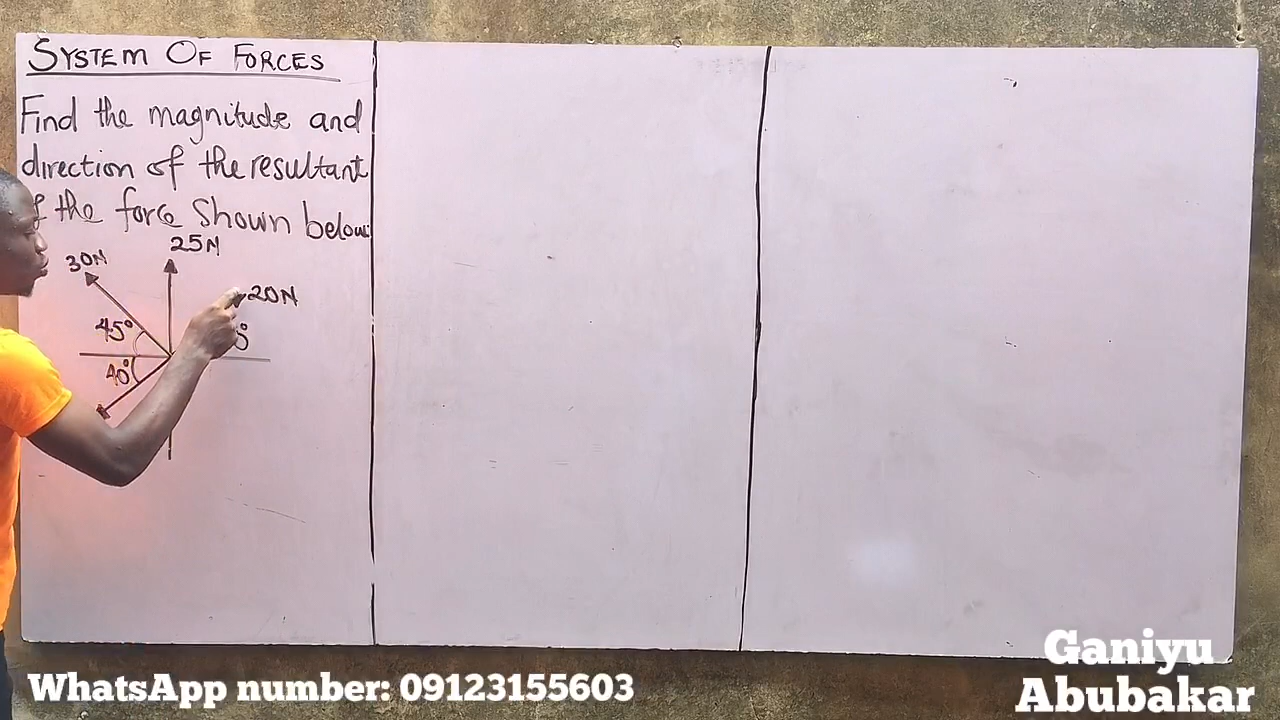 SYSTEM OF FORCES
Find the magnitude and
direction of the resultant
the force shown below:
25N
30N
20N
45°
40°
Ganiyu
WhatsApp number: 09123155603
Abubakar